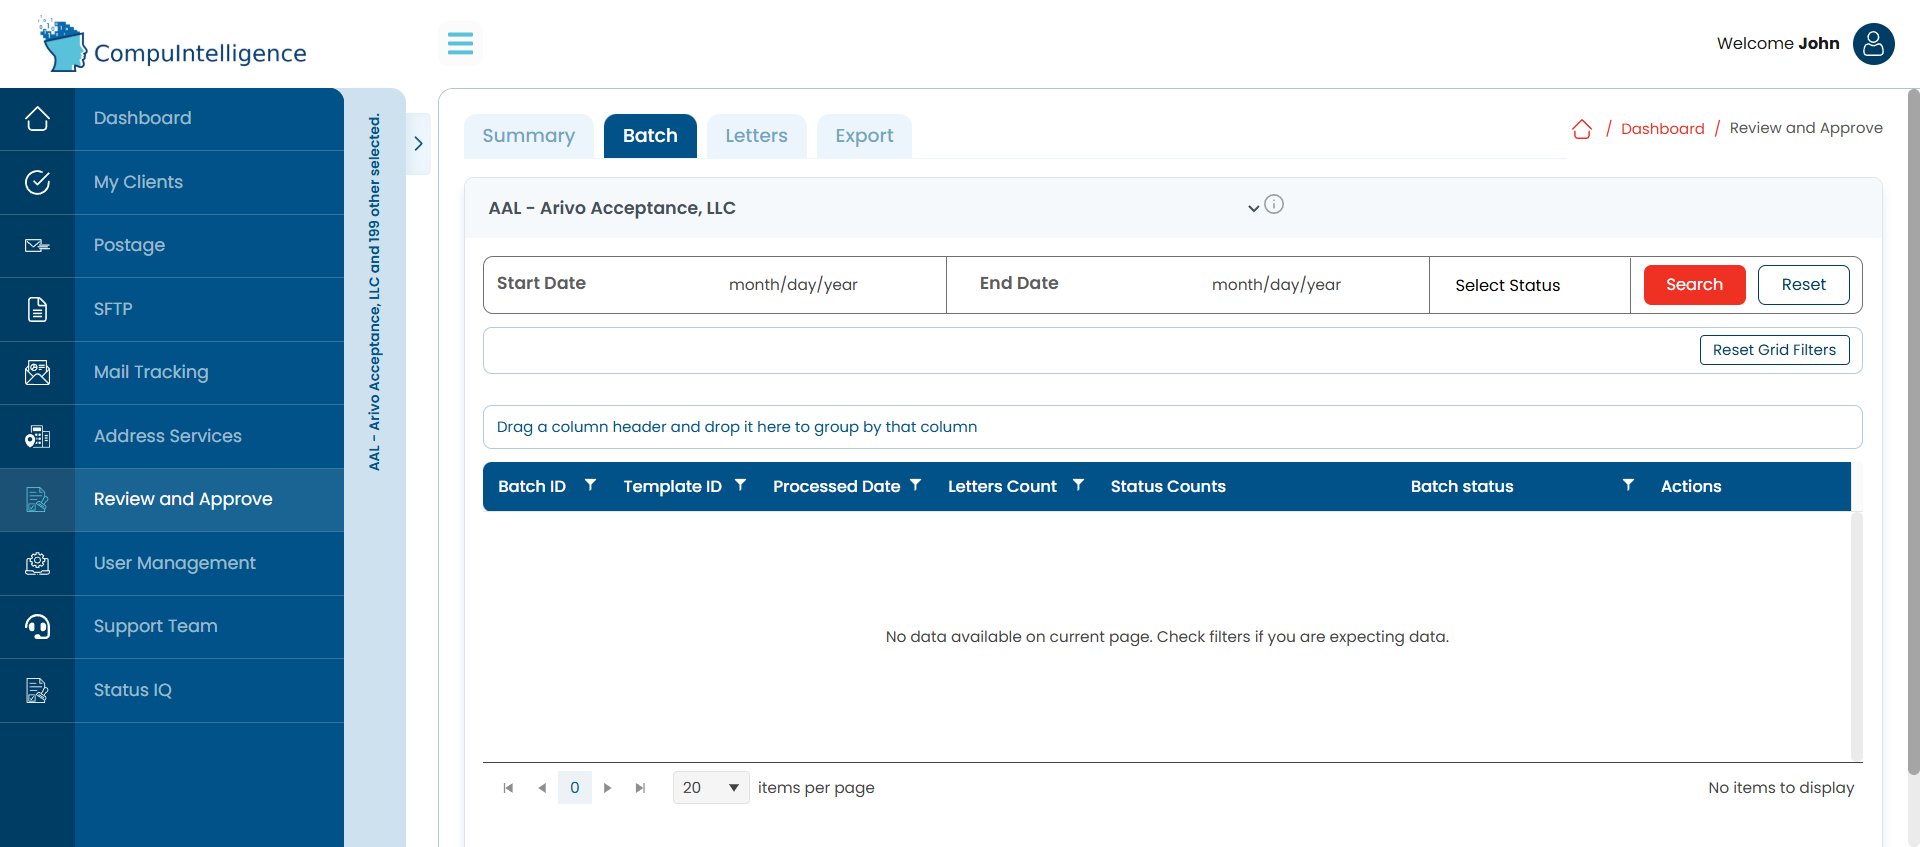 CompuIntelligence
Welcome John
Dashboard
My Clients
Postage
SFTP
Mail Tracking
Address Services
Review and Approve
User Management
Support Team
Status IQ
AAL - Arivo Acceptance, LLC and 199 other selected.
Summary
Batch
Letters
Export
/ Dashboard / Review and Approve
AAL - Arivo Acceptance, LLC
Start Date month/day/year End Date month/day/year Select Status Search Reset
Reset Grid Filters
Drag a column header and drop it here to group by that column
Batch ID Template ID Processed Date Letters Count Status Counts Batch status Actions
No data available on current page. Check filters if you are expecting data.
0 20 items per page No items to display